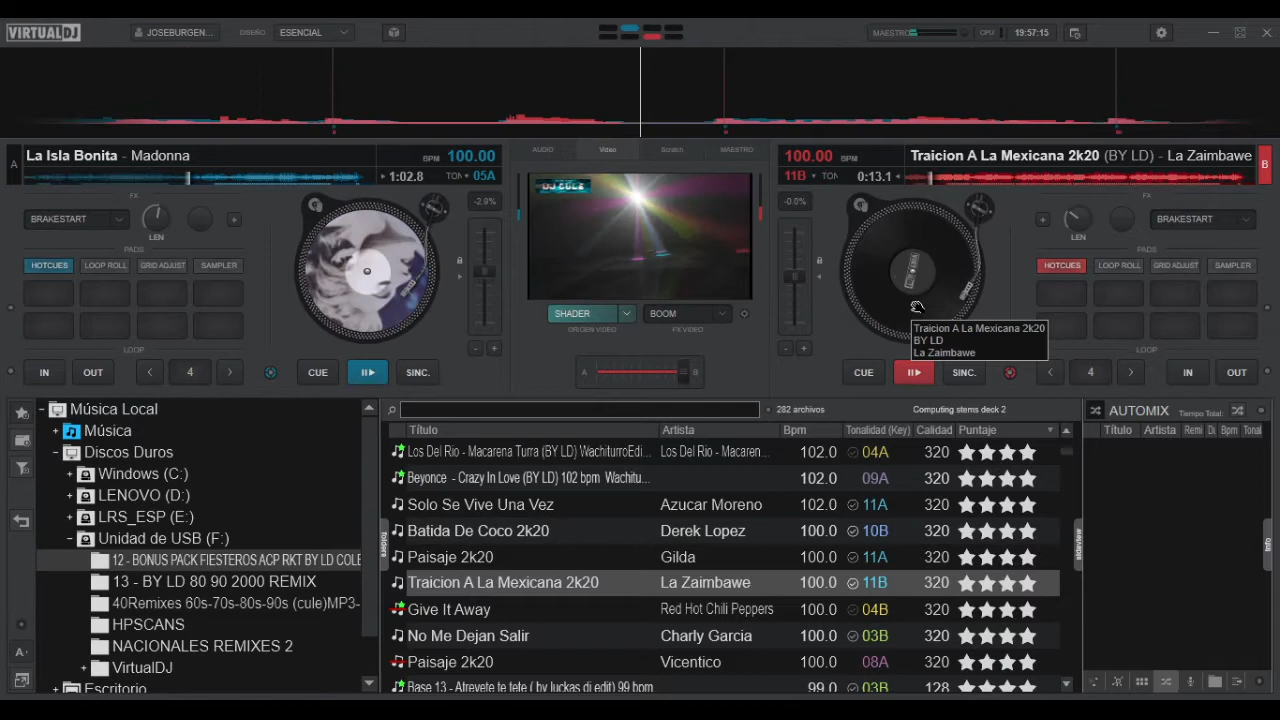 VIRTUALDJ
JOSEBURGEN...
DISEÑO
ESENCIAL
MAESTRO
CPU
19:57:15
A
La Isla Bonita - Madonna
BPM 100.00
1:02.8 TON 05A
AUDIO Video Scratch MAESTRO
100.00 BPM
Traicion A La Mexicana 2k20 (BY LD) - La Zaimbawe
11B TON 0:13.1
B
FX
BRAKESTART
LEN
-2.9%
DJ CULE
-0.0%
FX
BRAKESTART
LEN
PADS
HOTCUES LOOP ROLL GRID ADJUST SAMPLER
PADS
HOTCUES LOOP ROLL GRID ADJUST SAMPLER
SHADER
BOOM
ORIGEN VIDEO
FX VIDEO
Traicion A La Mexicana 2k20
BY LD
La Zaimbawe
LOOP
IN OUT 4 CUE SINC.
A B
LOOP
CUE SINC. 4 IN OUT
Música Local
Música
Discos Duros
Windows (C:)
LENOVO (D:)
LRS_ESP (E:)
Unidad de USB (F:)
12 - BONUS PACK FIESTEROS ACP RKT BY LD COLE
13 - BY LD 80 90 2000 REMIX
40Remixes 60s-70s-80s-90s (cule)MP3-
HPSCANS
NACIONALES REMIXES 2
VirtualDJ
Escritorio
folders
282 archivos
Computing stems deck 2
Título Artista Bpm Tonalidad (Key) Calidad Puntaje
Los Del Rio - Macarena Turra (BY LD) WachiturroEdi... Los Del Rio - Macaren... 102.0 04A 320
Beyonce - Crazy In Love (BY LD) 102 bpm Wachitu... 102.0 09A 320
Solo Se Vive Una Vez Azucar Moreno 102.0 11A 320
Batida De Coco 2k20 Derek Lopez 100.0 10B 320
Paisaje 2k20 Gilda 100.0 11A 320
Traicion A La Mexicana 2k20 La Zaimbawe 100.0 11B 320
Give It Away Red Hot Chili Peppers 100.0 04B 320
No Me Dejan Salir Charly Garcia 100.0 03B 320
Paisaje 2k20 Vicentico 100.0 08A 320
Base 13 - Atrevete te tete ( by luckas dj edit) 99 bpm 99.0 03B 128
sideview
AUTOMIX
Tiempo Total:
Título Artista Remi Du Bpm Tonal
Info